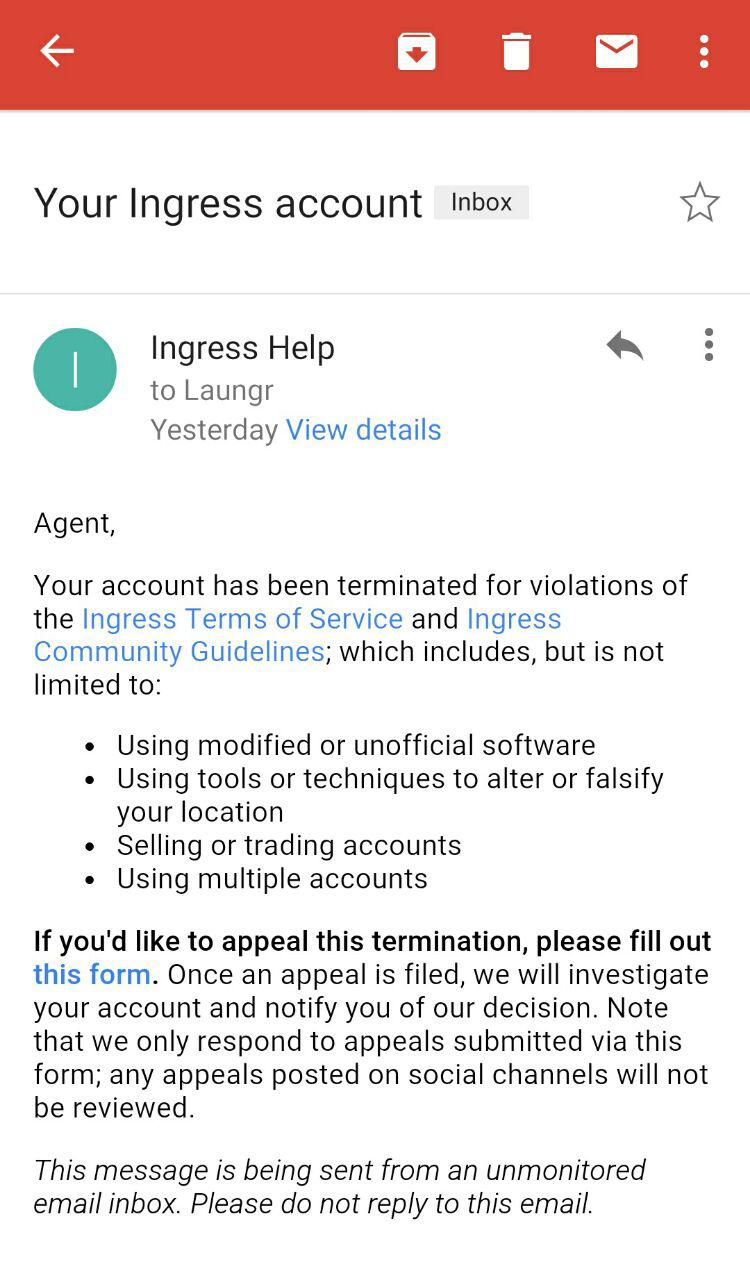 Your Ingress account Inbox
I
Ingress Help
to Laungr
Yesterday View details
Agent,
Your account has been terminated for violations of
the Ingress Terms of Service and Ingress
Community Guidelines; which includes, but is not
limited to:
• Using modified or unofficial software
• Using tools or techniques to alter or falsify
your location
• Selling or trading accounts
• Using multiple accounts
If you'd like to appeal this termination, please fill out
this form. Once an appeal is filed, we will investigate
your account and notify you of our decision. Note
that we only respond to appeals submitted via this
form; any appeals posted on social channels will not
be reviewed.
This message is being sent from an unmonitored
email inbox. Please do not reply to this email.